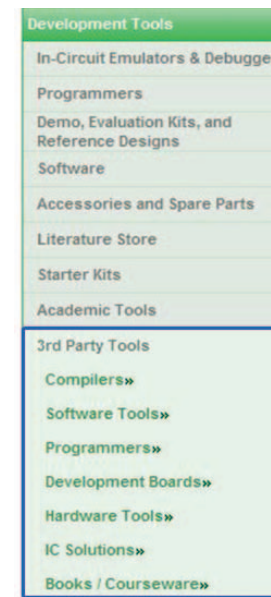 Development Tools
In-Circuit Emulators & Debugge
Programmers
Demo, Evaluation Kits, and
Reference Designs
Software
Accessories and Spare Parts
Literature Store
Starter Kits
Academic Tools
3rd Party Tools
Compilers»
Software Tools»
Programmers»
Development Boards»
Hardware Tools»
IC Solutions»
Books / Courseware»